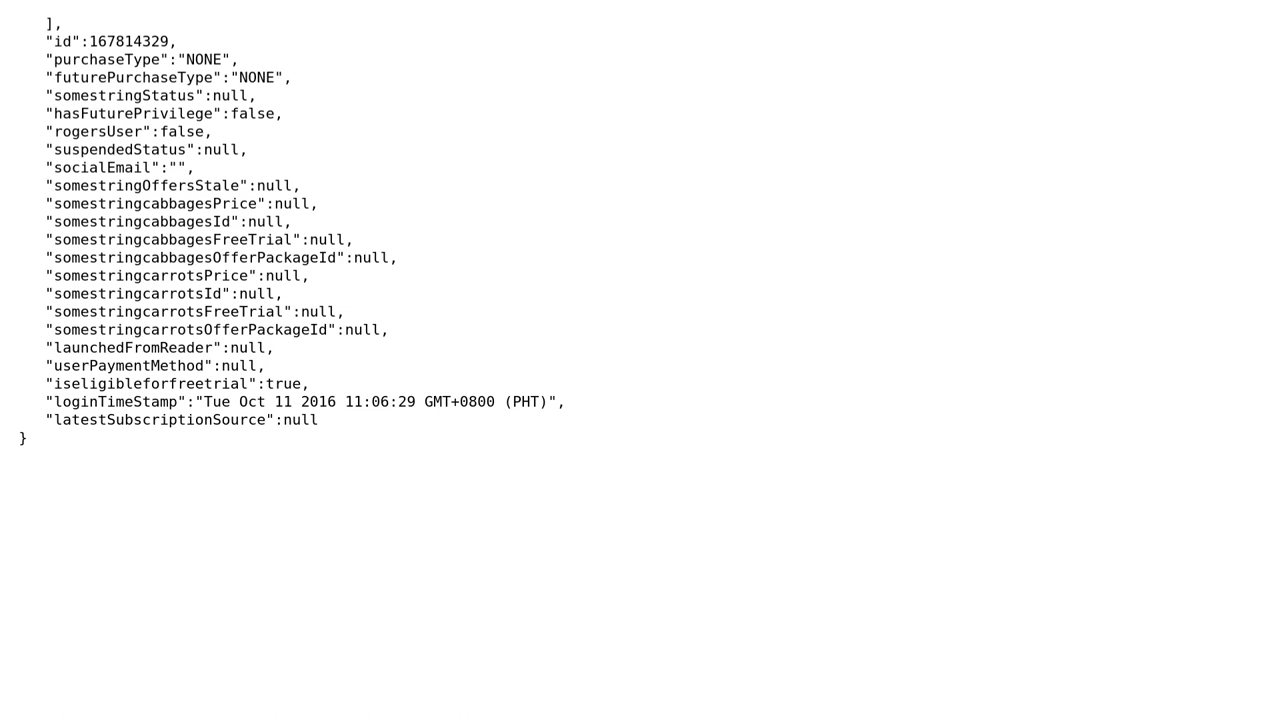 ],
"id":167814329,
"purchaseType":"NONE",
"futurePurchaseType":"NONE",
"somestringStatus":null,
"hasFuturePrivilege":false,
"rogersUser":false,
"suspendedStatus":null,
"socialEmail":"",
"somestringOffersStale":null,
"somestringcabbagesPrice":null,
"somestringcabbagesId":null,
"somestringcabbagesFreeTrial":null,
"somestringcabbagesOfferPackageId":null,
"somestringcarrotsPrice":null,
"somestringcarrotsId":null,
"somestringcarrotsFreeTrial":null,
"somestringcarrotsOfferPackageId":null,
"launchedFromReader":null,
"userPaymentMethod":null,
"iseligibleforfreetrial":true,
"loginTimeStamp":"Tue Oct 11 2016 11:06:29 GMT+0800 (PHT)",
"latestSubscriptionSource":null
}